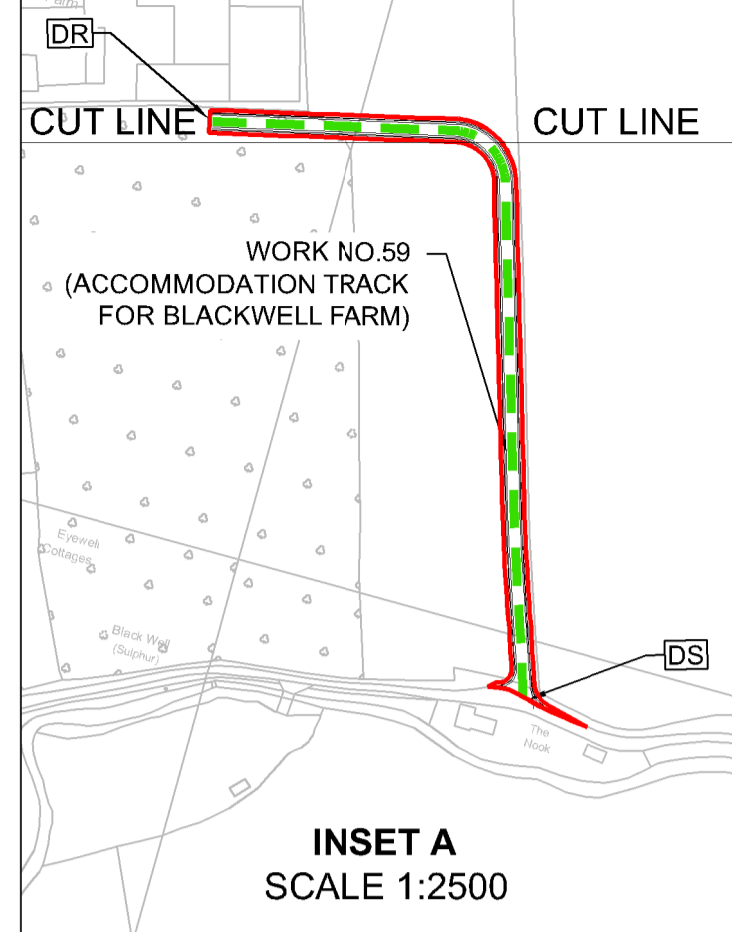 Farm
DR
CUT LINE
CUT LINE
WORK NO.59
(ACCOMMODATION TRACK
FOR BLACKWELL FARM)
Eyewell
Cottages
Black Well
(Sulphur)
DS
The
Nook
INSET A
SCALE 1:2500